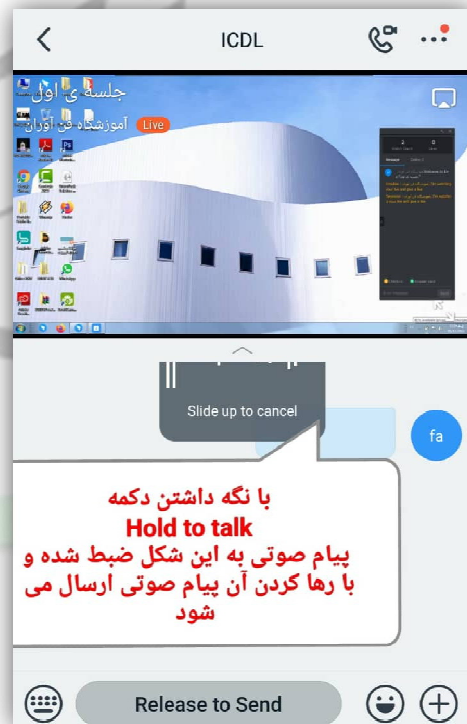 ICDL
جلسه ی اول
آموزشگاه فن آوران Live
Slide up to cancel
fa
با نگه داشتن دکمه
Hold to talk
پیام صوتی به این شکل ضبط شده و
با رها کردن آن پیام صوتی ارسال می
شود
Release to Send